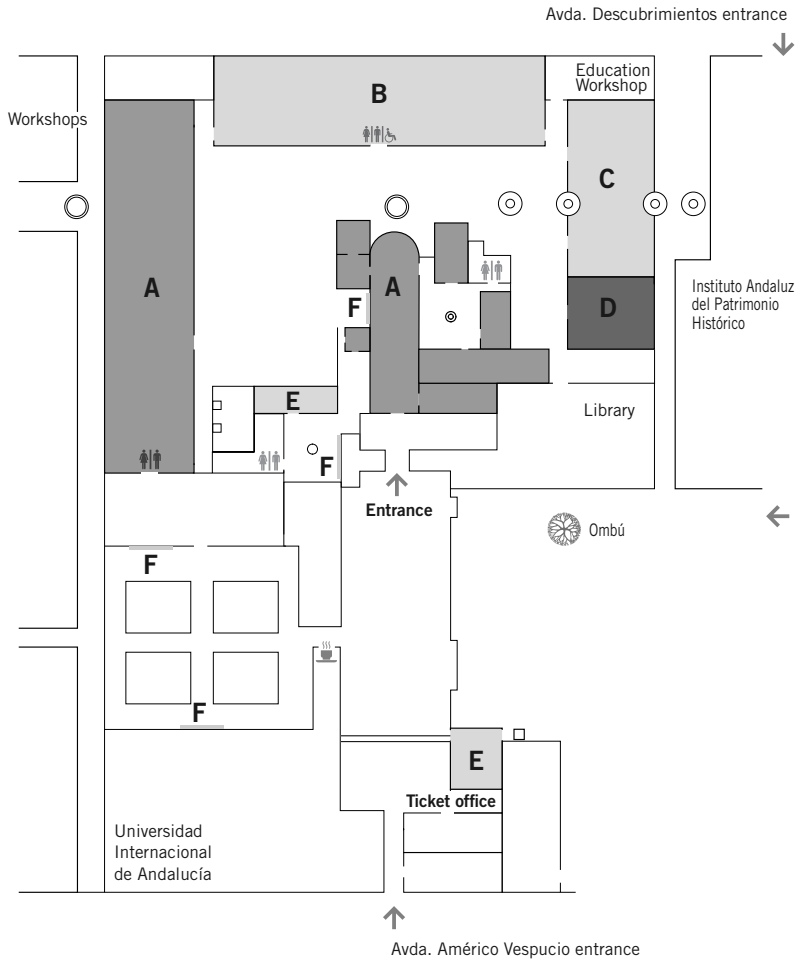 Avda. Descubrimientos entrance
Education
Workshop
B
Workshops
C
A
A
Instituto Andaluz
del Patrimonio
Histórico
F
D
E
Library
F
Entrance
Ombú
F
F
E
Ticket office
Universidad
Internacional
de Andalucía
Avda. Américo Vespucio entrance